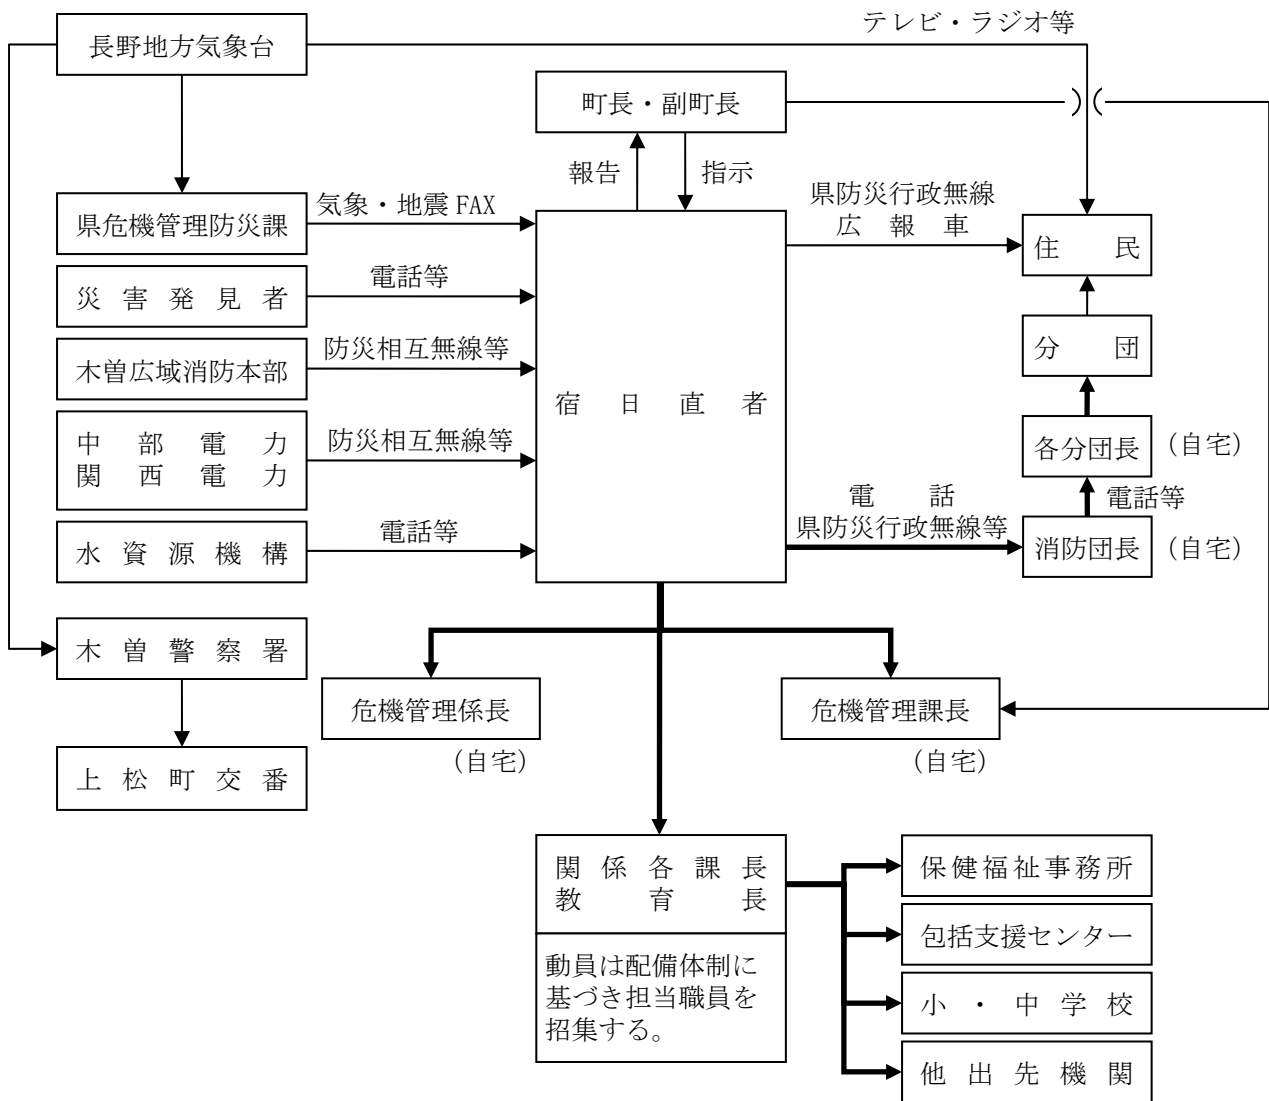 テレビ・ラジオ等
長野地方気象台
町長・副町長
報告
指示
県危機管理防災課
気象・地震 FAX
県防災行政無線
広報車
住民
災害発見者
電話等
分団
木曽広域消防本部
防災相互無線等
宿日直者
中部電力
関西電力
防災相互無線等
各分団長
(自宅)
電話等
水資源機構
電話等
電話
県防災行政無線等
消防団長
(自宅)
木曽警察署
危機管理係長
(自宅)
危機管理課長
(自宅)
上松町交番
関係各課長
教育長
動員は配備体制に
基づき担当職員を
招集する。
保健福祉事務所
包括支援センター
小・中学校
他出先機関